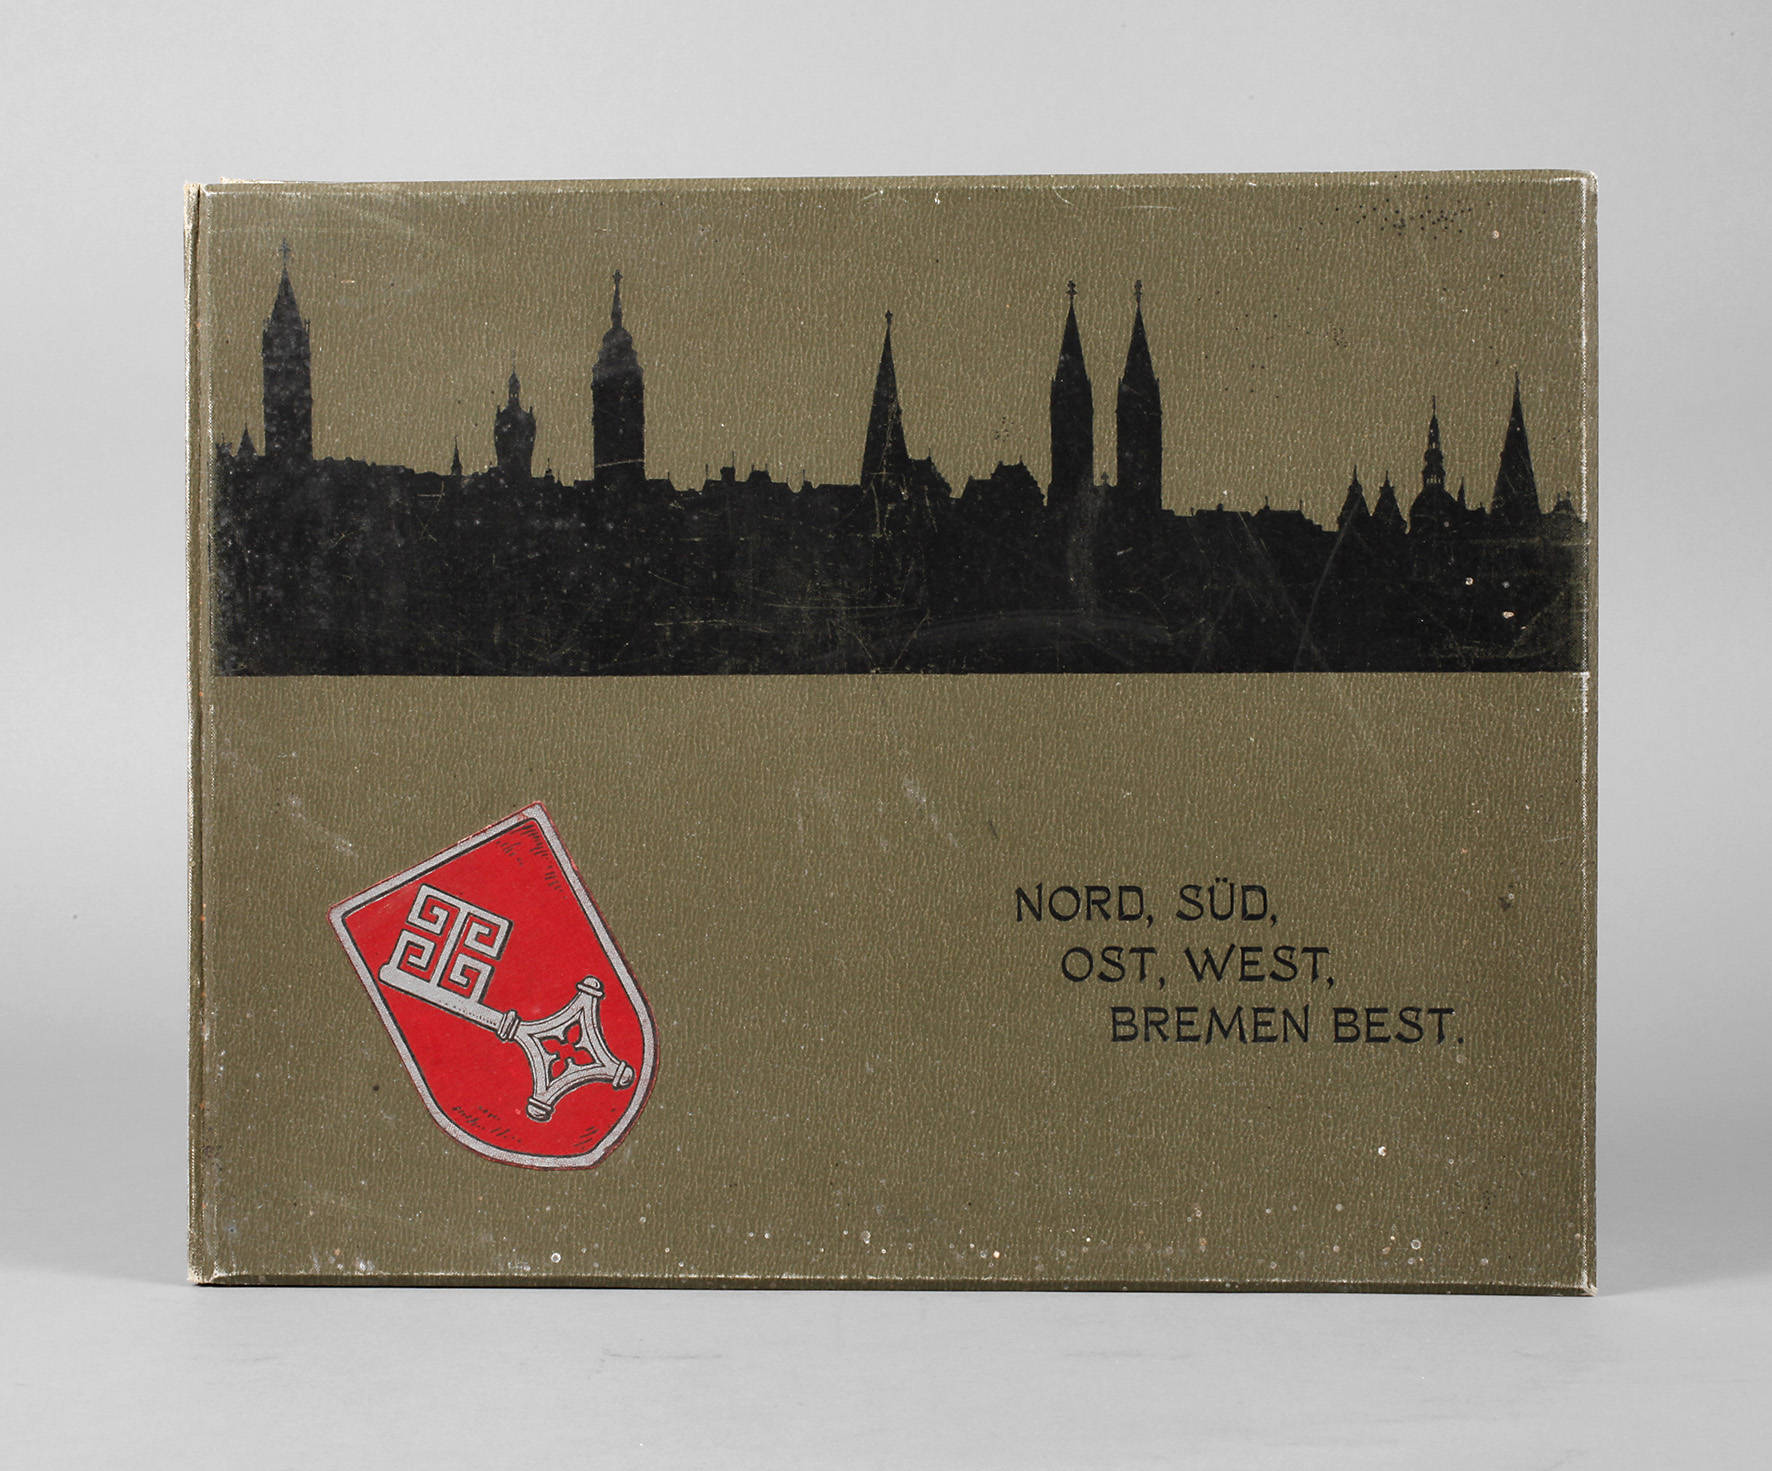 NORD, SÜD,
OST, WEST,
BREMEN BEST.